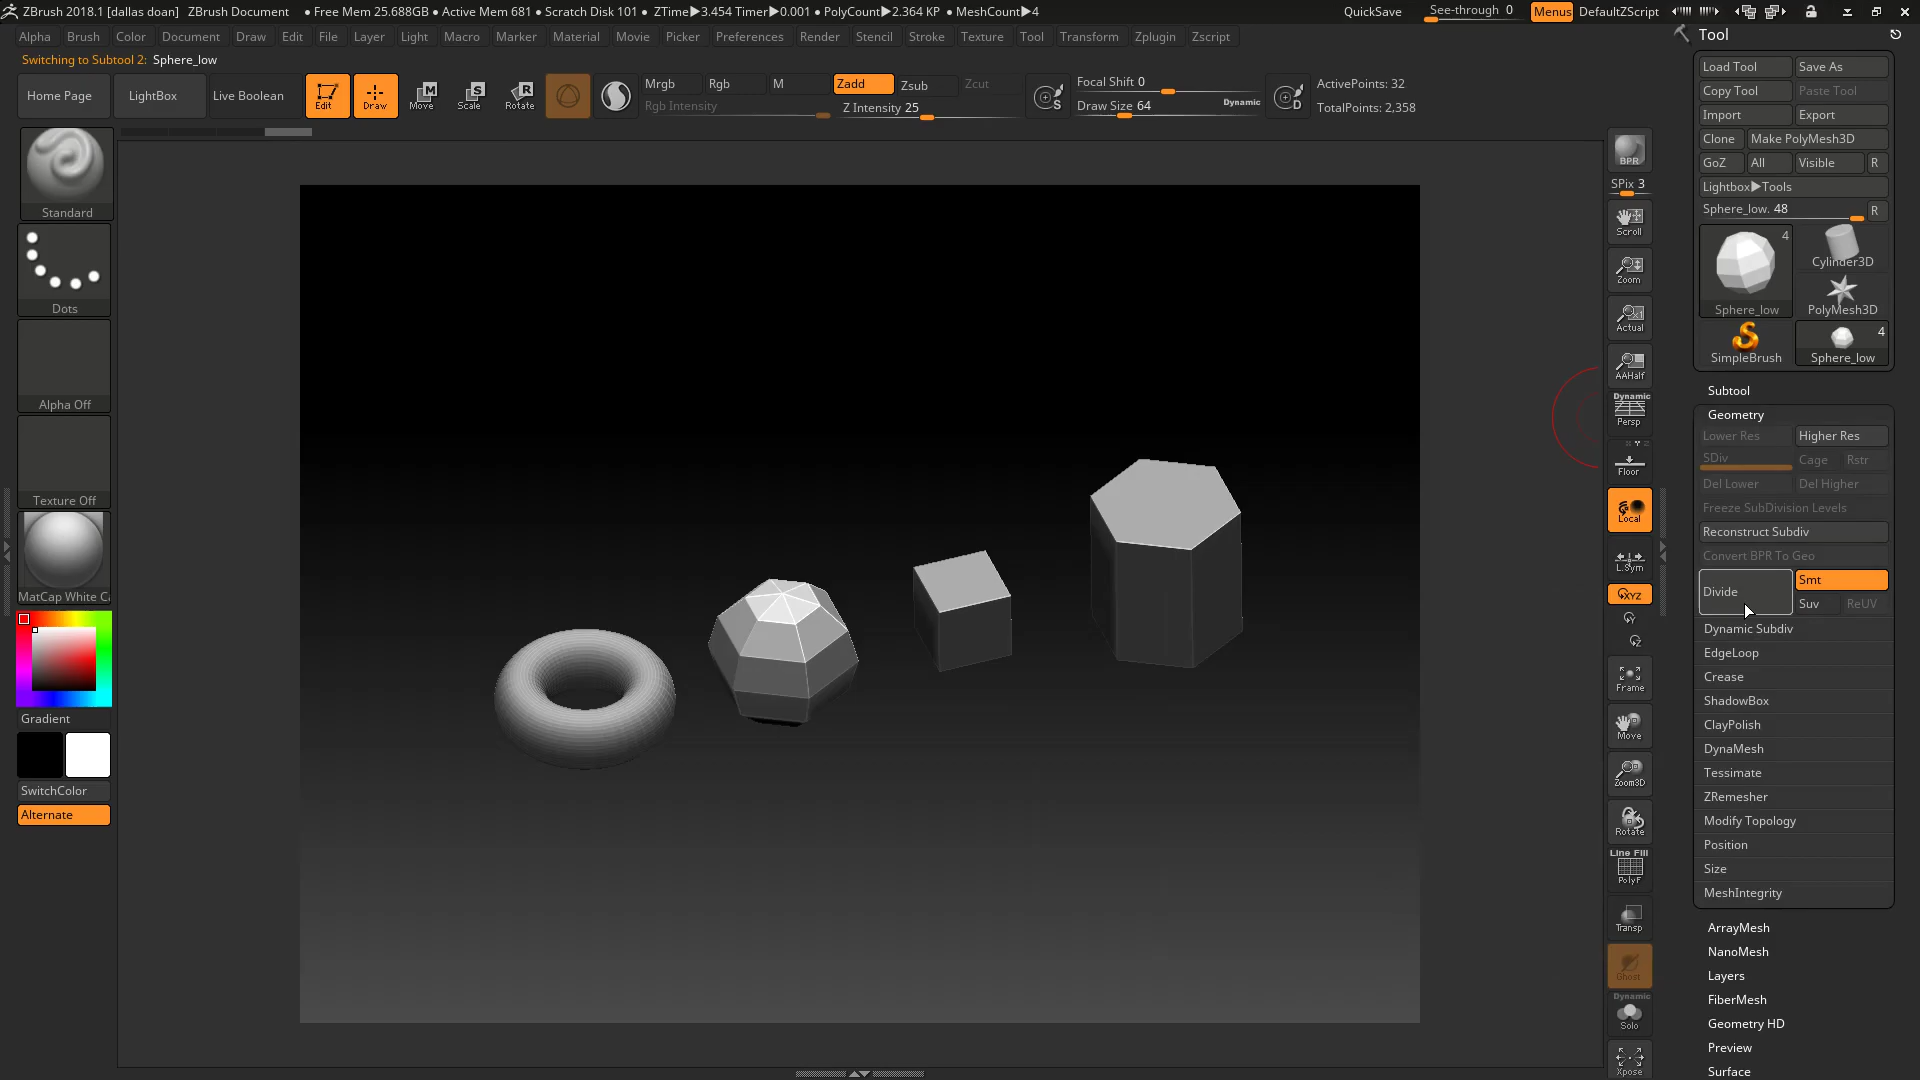 ZBrush 2018.1 [dallas doan] ZBrush Document ● Free Mem 25.688GB ● Active Mem 681 ● Scratch Disk 101 ● ZTime▶3.454 Timer▶0.001 ● PolyCount▶2.364 KP ● MeshCount▶4 QuickSave See-through 0 Menus DefaultZScript
Alpha Brush Color Document Draw Edit File Layer Light Macro Marker Material Movie Picker Preferences Render Stencil Stroke Texture Tool Transform Zplugin Zscript
Switching to Subtool 2: Sphere_low
Home Page LightBox Live Boolean Edit Draw Move Scale Rotate
Mrgb Rgb M Zadd Zsub Zcut
Rgb Intensity Z Intensity 25
Focal Shift 0
Draw Size 64 Dynamic
ActivePoints: 32
TotalPoints: 2,358
Standard
Dots
Alpha Off
Texture Off
MatCap White Ca
Gradient
SwitchColor
Alternate
BPR
SPix 3
Scroll
Zoom
Actual
AAHalf
Dynamic
Persp
Floor
Local
L.Sym
XYZ
Y
Z
Frame
Move
Zoom3D
Rotate
Line Fill
PolyF
Transp
Ghost
Dynamic
Solo
Xpose
Tool
Load Tool Save As
Copy Tool Paste Tool
Import Export
Clone Make PolyMesh3D
GoZ All Visible R
Lightbox▶Tools
Sphere_low. 48 R
4
Sphere_low Cylinder3D
PolyMesh3D
4
SimpleBrush Sphere_low
Subtool
Geometry
Lower Res Higher Res
SDiv Cage Rstr
Del Lower Del Higher
Freeze SubDivision Levels
Reconstruct Subdiv
Convert BPR To Geo
Divide Smt
Suv ReUV
Dynamic Subdiv
EdgeLoop
Crease
ShadowBox
ClayPolish
DynaMesh
Tessimate
ZRemesher
Modify Topology
Position
Size
MeshIntegrity
ArrayMesh
NanoMesh
Layers
FiberMesh
Geometry HD
Preview
Surface